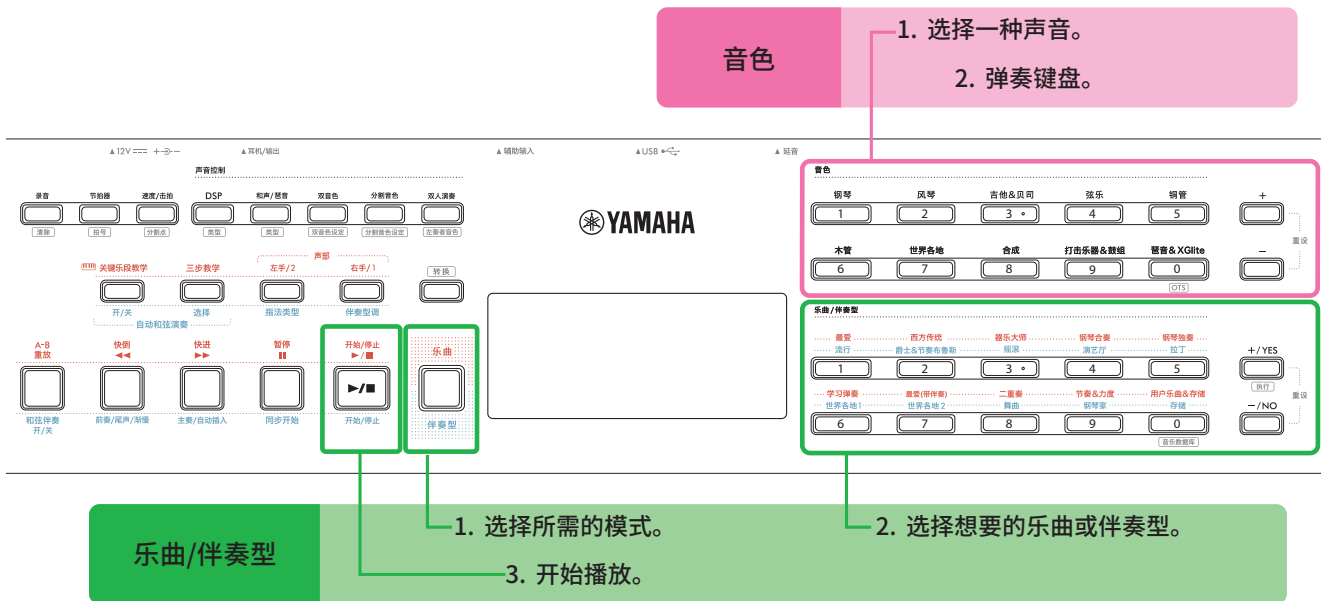 音色
1. 选择一种声音。
2. 弹奏键盘。
▲12V
▲耳机/输出
▲辅助输入
▲USB
▲延音
声音控制
录音 节拍器 速度/击拍 DSP 和声/琶音 双音色 分割音色 双人演奏
清除 拍号 分割点 类型 类型 双音色设定 分割音色设定 左奏者音色
YAMAHA
声部
关键乐段教学 三步教学 左手/2 右手/1 转换
开/关 选择 指法类型 伴奏型调
自动和弦演奏
A-B
重放 快倒 快进 暂停 开始/停止 乐曲
和弦伴奏
开/关 前奏/尾声/渐慢 主奏/自动插入 同步开始 开始/停止 伴奏型
音色
钢琴 风琴 吉他&贝司 弦乐 铜管 +
1 2 3 4 5
重设
木管 世界各地 合成 打击乐器&鼓组 琶音&XGlite −
6 7 8 9 0
OTS
乐曲/伴奏型
最爱 西方传统 器乐大师 钢琴合奏 钢琴独奏
流行 爵士&节奏布鲁斯 摇滚 演艺厅 拉丁 +/YES
1 2 3 4 5
执行
重设
学习弹奏 最爱(带伴奏) 二重奏 节奏&力度 用户乐曲&存储
世界各地1 世界各地2 舞曲 钢琴家 存储 −/NO
6 7 8 9 0
音乐数据库
乐曲/伴奏型
1. 选择所需的模式。
2. 选择想要的乐曲或伴奏型。
3. 开始播放。